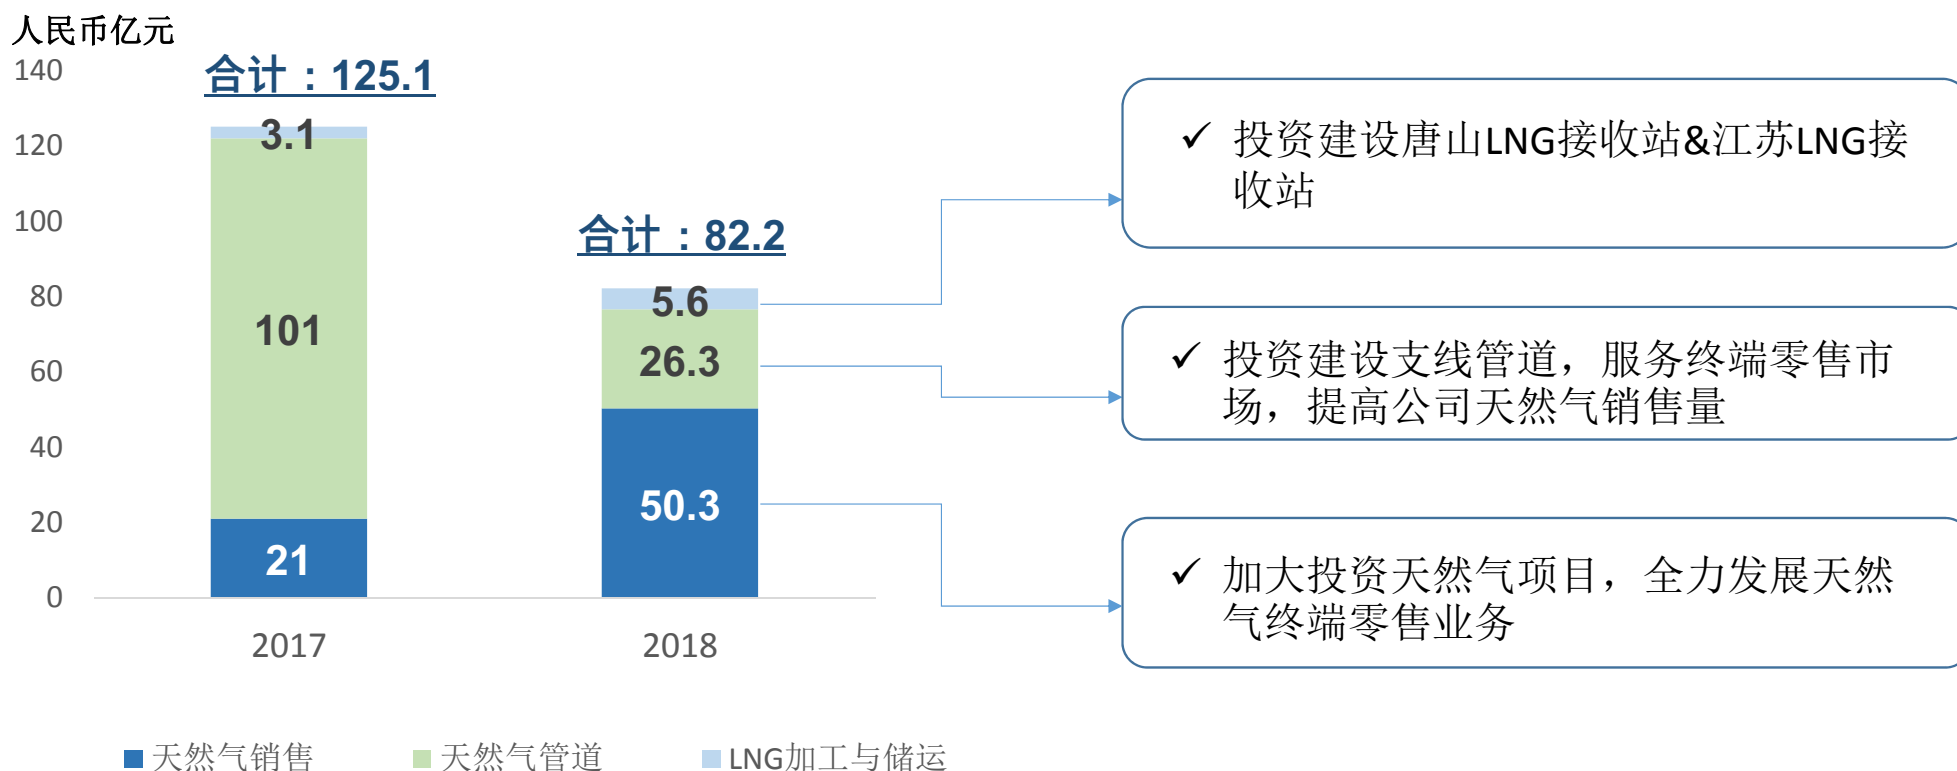 人民币亿元
140
120
100
80
60
40
20
0
合计：125.1
3.1
101
21
合计：82.2
5.6
26.3
50.3
2017
2018
天然气销售
天然气管道
LNG加工与储运
✓ 投资建设唐山LNG接收站&江苏LNG接
收站
✓ 投资建设支线管道，服务终端零售市
场，提高公司天然气销售量
✓ 加大投资天然气项目，全力发展天然
气终端零售业务